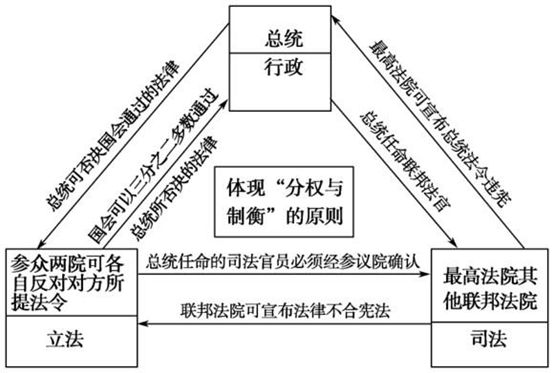 总统
行政
总统可否决国会通过的法律
国会可以三分之二多数通过
总统所否决的法律
最高法院可宣布总统法令违宪
总统任命联邦法官
体现“分权与
制衡”的原则
参众两院可各
自反对对方所
提法令
立法
总统任命的司法官员必须经参议院确认
联邦法院可宣布法律不合宪法
最高法院其
他联邦法院
司法